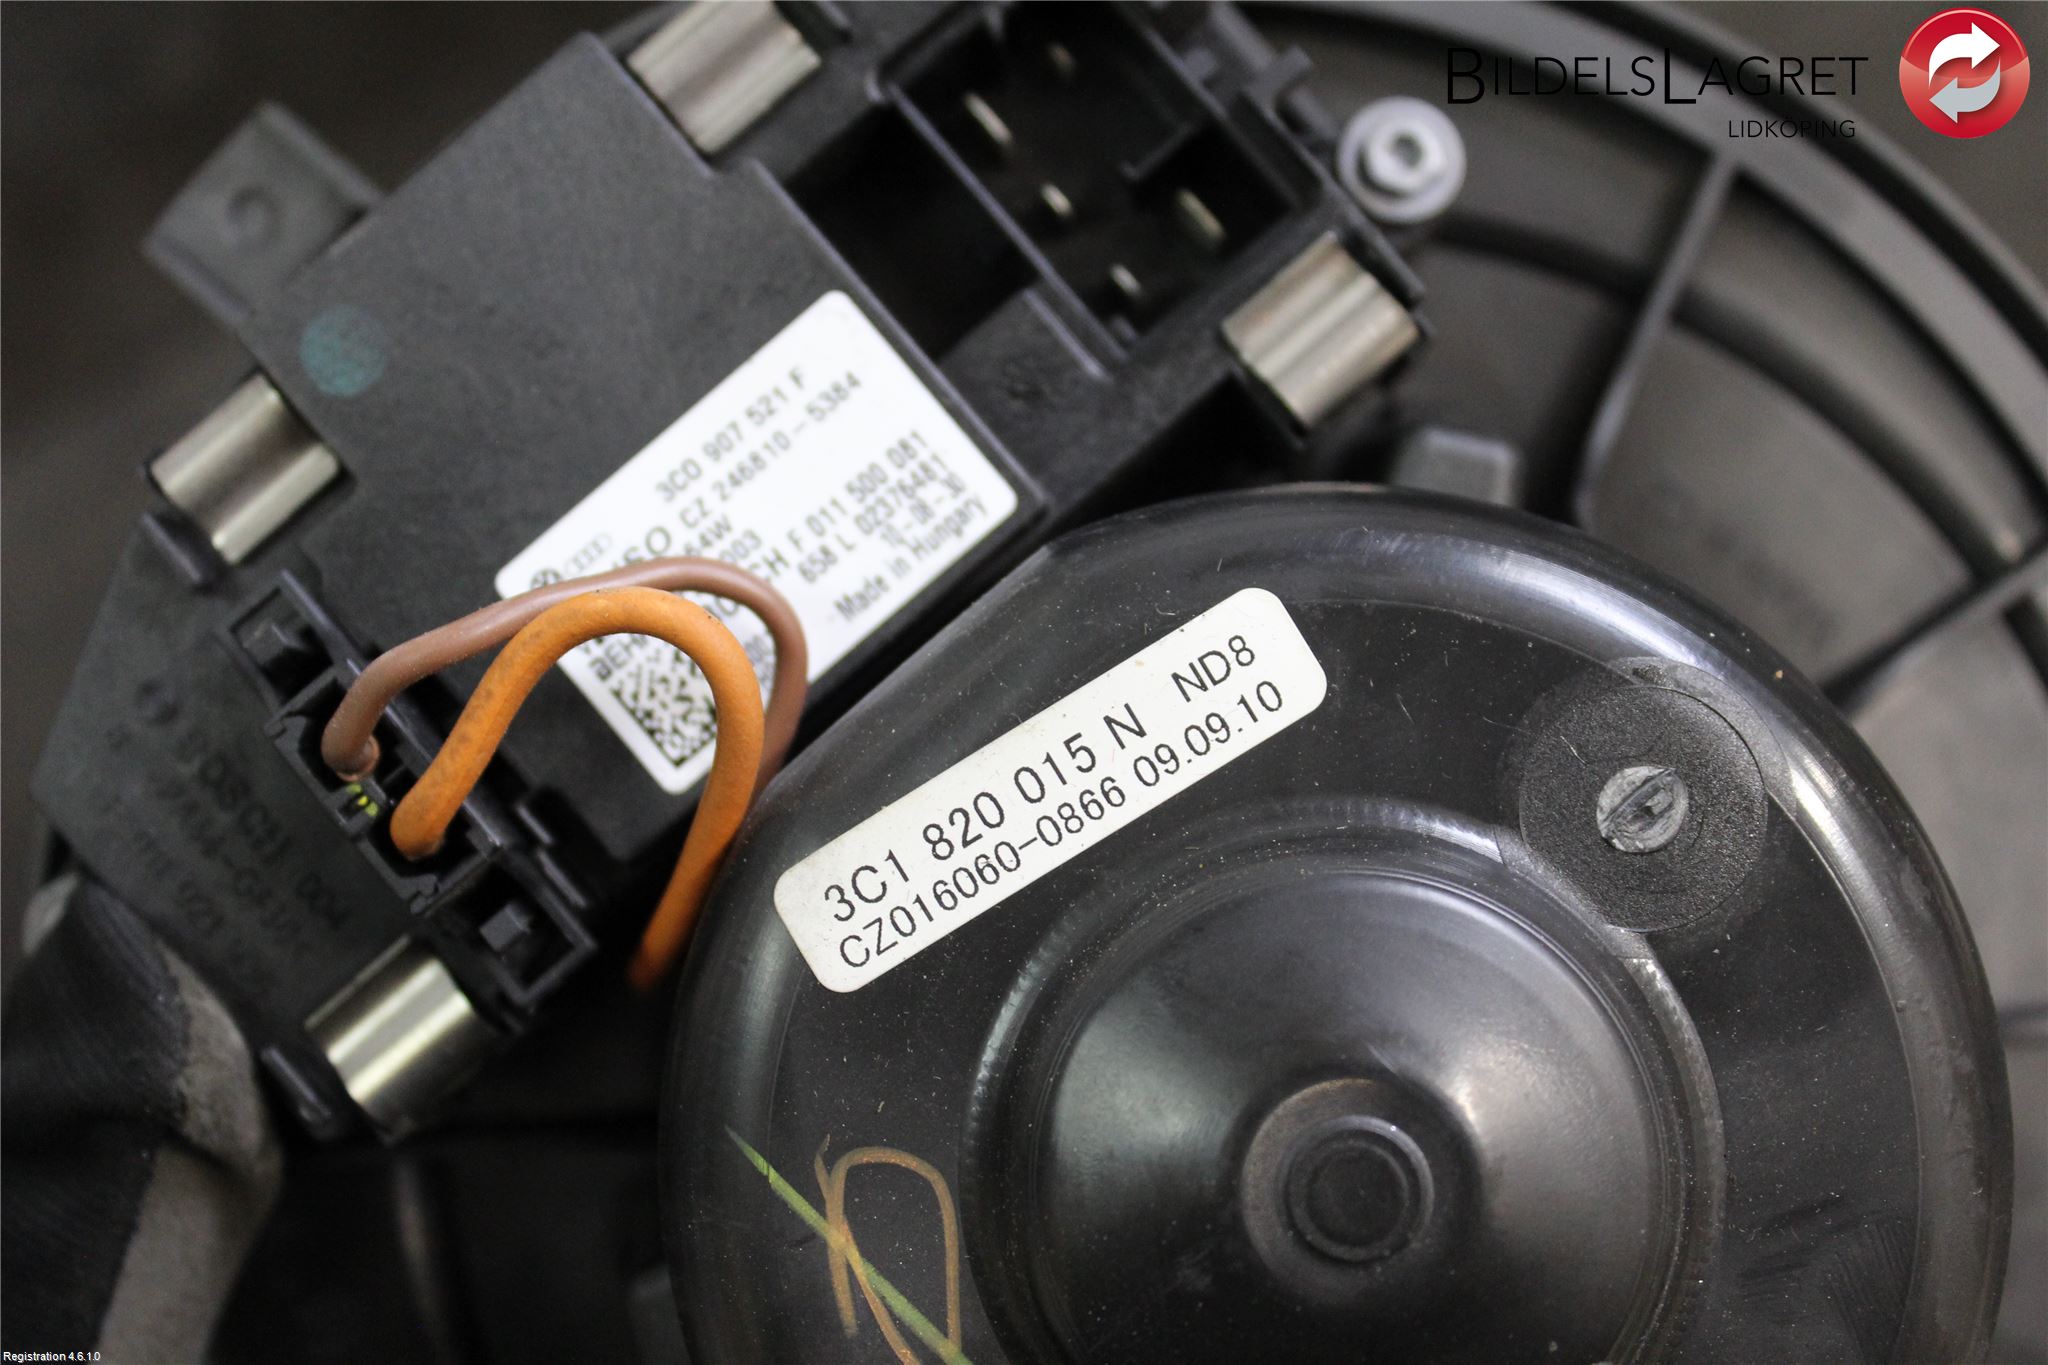 BILDELSLAGRET
LIDKÖPING
3C0 907 521 F
CZ 246810-5384
F 011 500 081
658 L 02376481
Made in Hungary
3C1 820 015 N ND8
CZ016060-0866 09.09.10
Registration 4.6.1.0